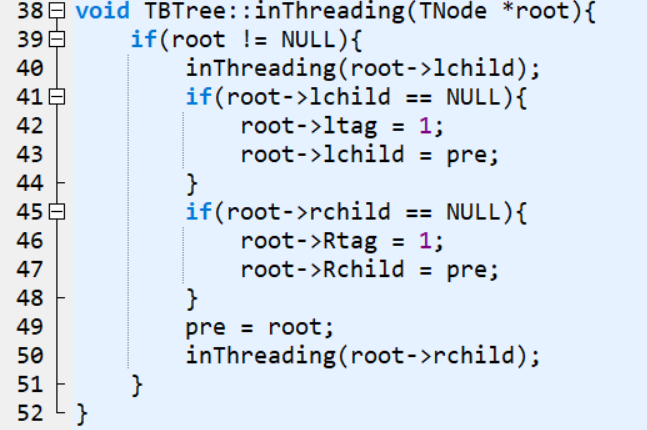 38 void TBTree::inThreading(TNode *root){
39 if(root != NULL){
40 inThreading(root->lchild);
41 if(root->lchild == NULL){
42 root->ltag = 1;
43 root->lchild = pre;
44 }
45 if(root->rchild == NULL){
46 root->Rtag = 1;
47 root->Rchild = pre;
48 }
49 pre = root;
50 inThreading(root->rchild);
51 }
52 }